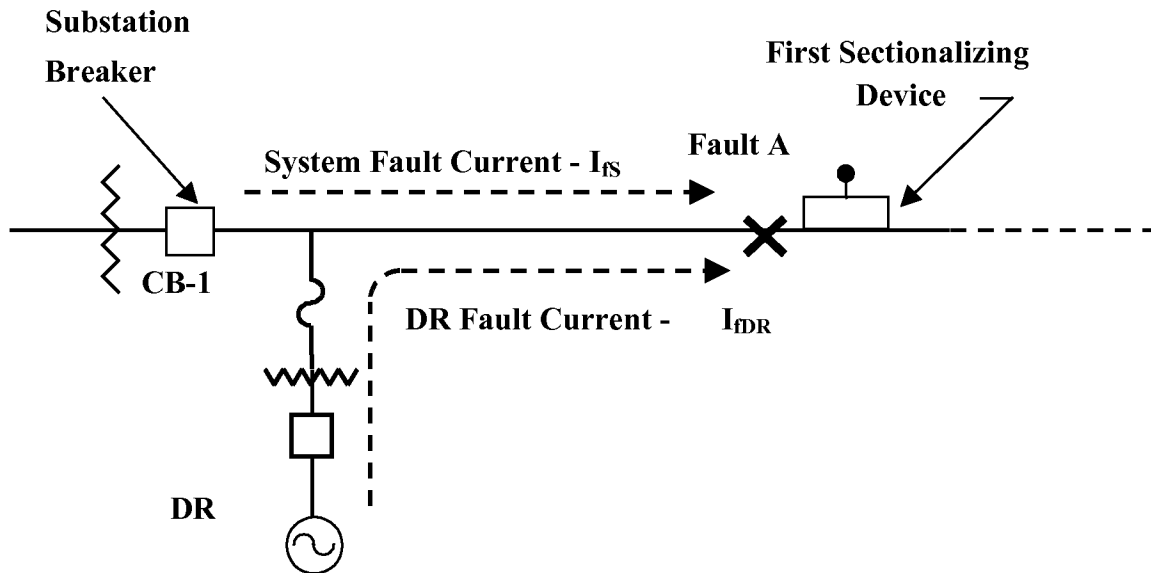 Substation
Breaker
First Sectionalizing
Device
Fault A
System Fault Current - IfS
CB-1
DR Fault Current - IfDR
DR